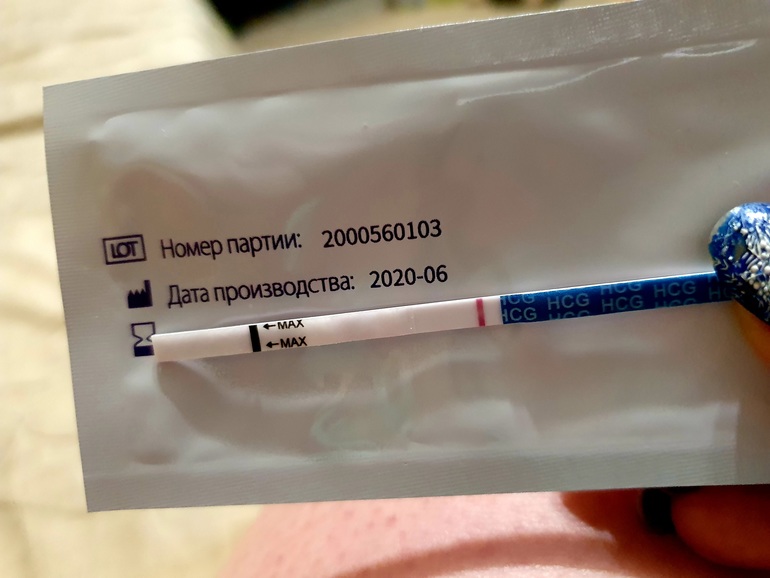 LOT Номер партии: 2000560103
Дата производства: 2020-06
←MAX
←MAX
HCG HCG HCG HCG
HCG HCG HCG HCG